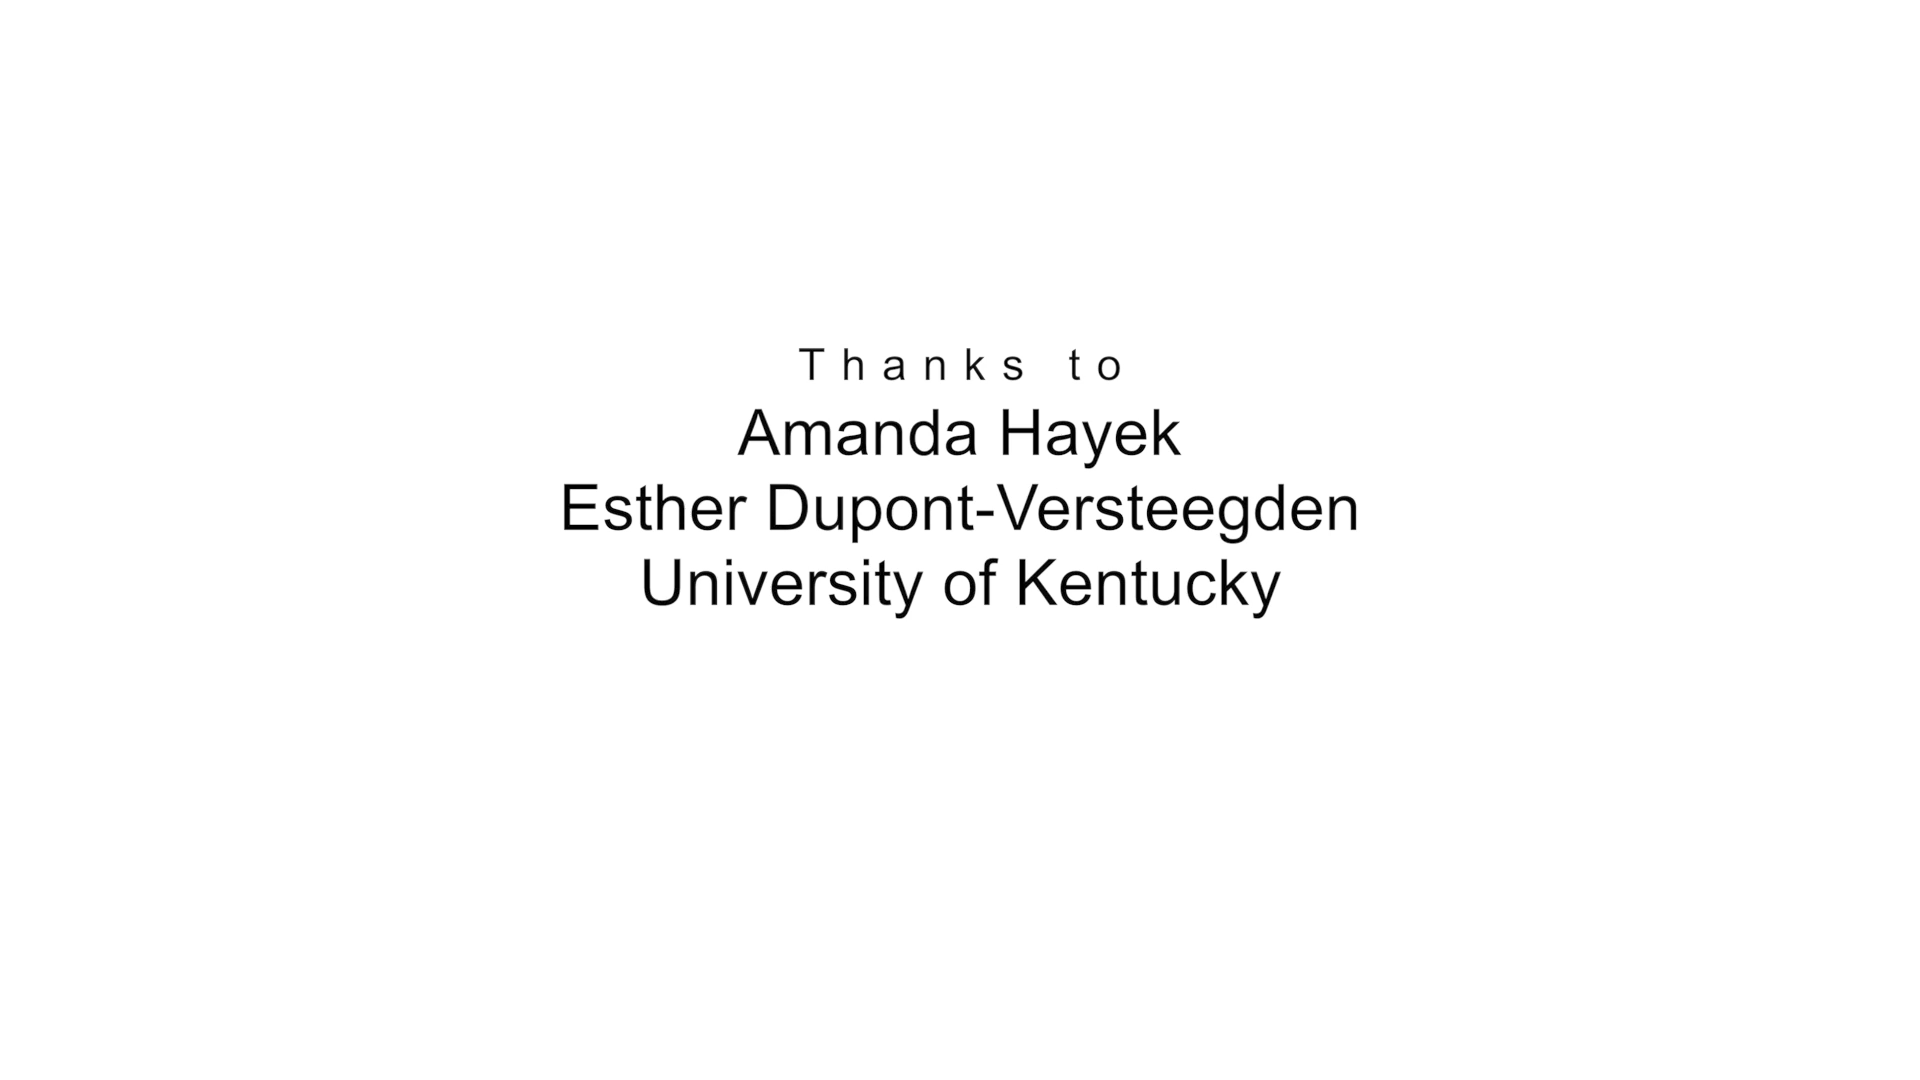 Thanks to
Amanda Hayek
Esther Dupont-Versteegden
University of Kentucky